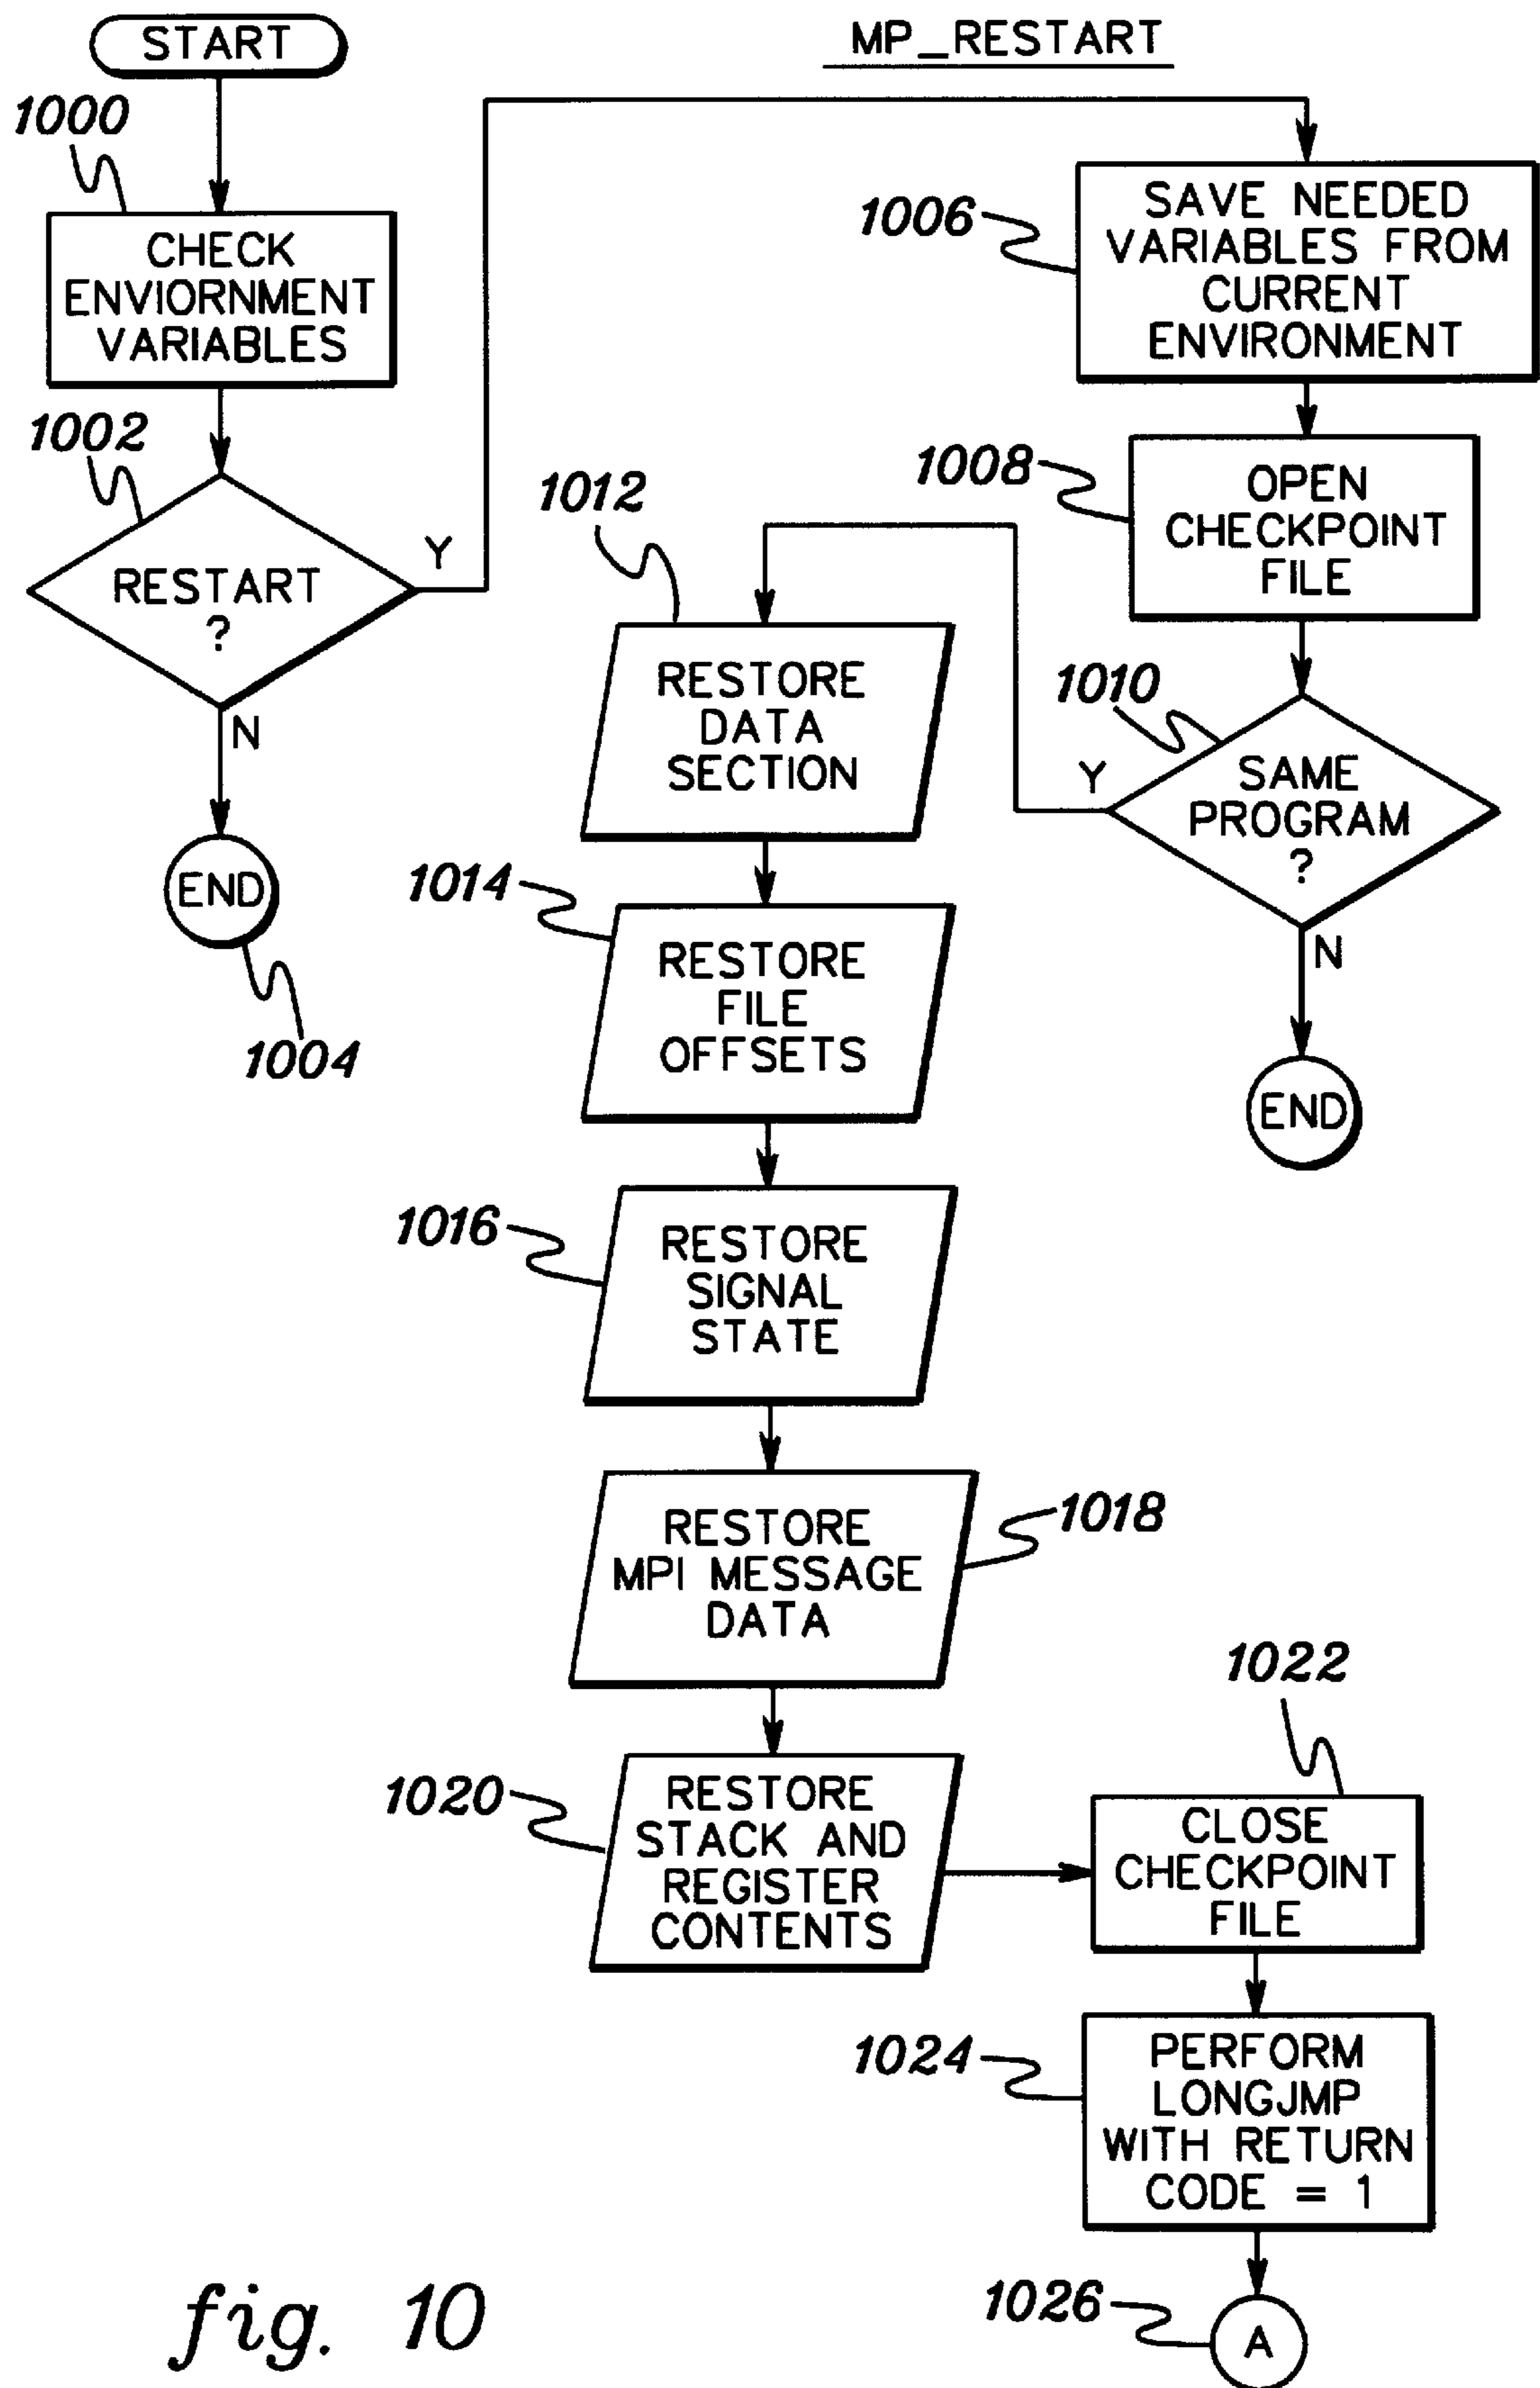 START
MP_RESTART
1000
CHECK
ENVIORNMENT
VARIABLES
1002
RESTART
?
Y
N
END
1004
1006
SAVE NEEDED
VARIABLES FROM
CURRENT
ENVIRONMENT
1008
OPEN
CHECKPOINT
FILE
1010
SAME
PROGRAM
?
Y
N
END
1012
RESTORE
DATA
SECTION
1014
RESTORE
FILE
OFFSETS
1016
RESTORE
SIGNAL
STATE
1018
RESTORE
MPI MESSAGE
DATA
1020
RESTORE
STACK AND
REGISTER
CONTENTS
1022
CLOSE
CHECKPOINT
FILE
1024
PERFORM
LONGJMP
WITH RETURN
CODE = 1
1026
A
fig. 10